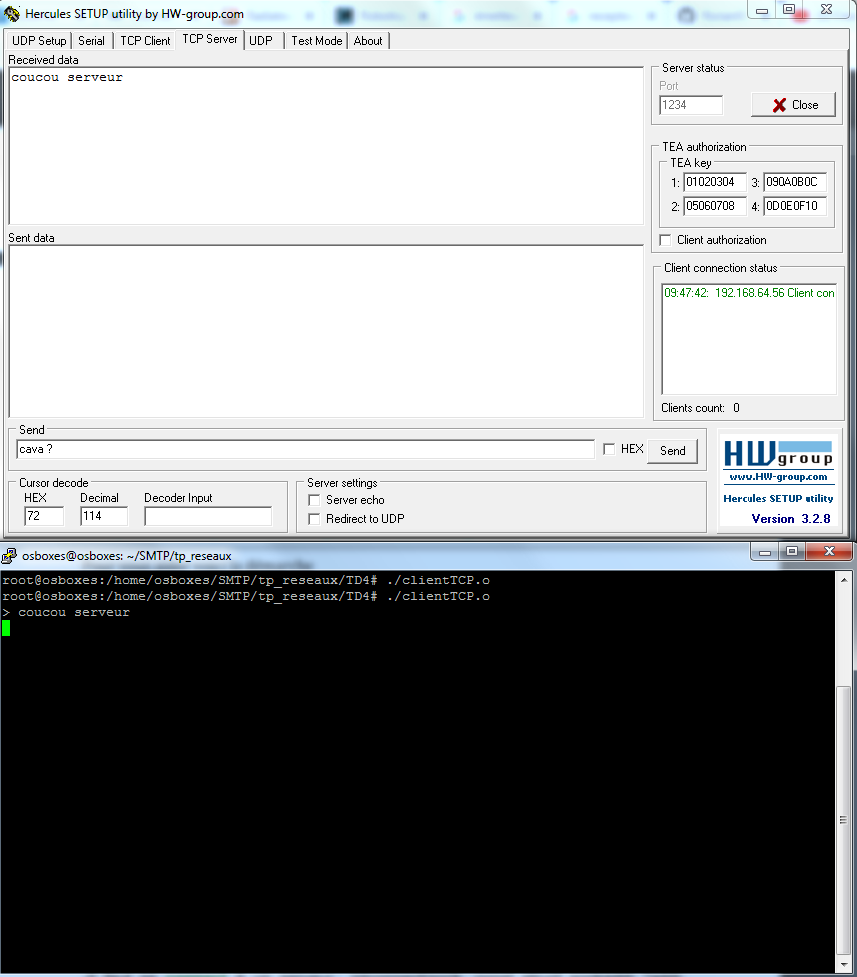 Hercules SETUP utility by HW-group.com
UDP Setup Serial TCP Client TCP Server UDP Test Mode About
Received data
coucou serveur
Server status
Port
1234
Close
TEA authorization
TEA key
1: 01020304 3: 090A0B0C
2: 05060708 4: 0D0E0F10
Client authorization
Sent data
Client connection status
09:47:42: 192.168.64.56 Client con
Clients count: 0
Send
cava ?
HEX
Send
Cursor decode
HEX Decimal Decoder Input
72 114
Server settings
Server echo
Redirect to UDP
HW group
www.HW-group.com
Hercules SETUP utility
Version 3.2.8
osboxes@osboxes: ~/SMTP/tp_reseaux
root@osboxes:/home/osboxes/SMTP/tp_reseaux/TD4# ./clientTCP.o
root@osboxes:/home/osboxes/SMTP/tp_reseaux/TD4# ./clientTCP.o
> coucou serveur